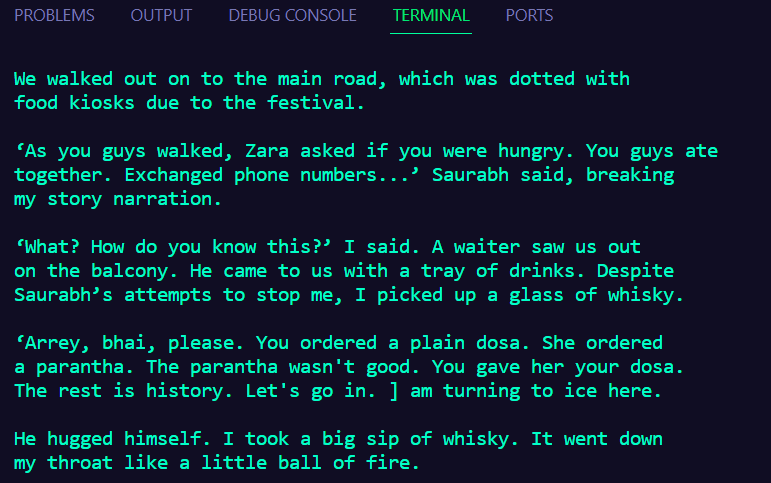 PROBLEMS OUTPUT DEBUG CONSOLE TERMINAL PORTS
We walked out on to the main road, which was dotted with
food kiosks due to the festival.
‘As you guys walked, Zara asked if you were hungry. You guys ate
together. Exchanged phone numbers...’ Saurabh said, breaking
my story narration.
‘What? How do you know this?’ I said. A waiter saw us out
on the balcony. He came to us with a tray of drinks. Despite
Saurabh’s attempts to stop me, I picked up a glass of whisky.
‘Arrey, bhai, please. You ordered a plain dosa. She ordered
a parantha. The parantha wasn't good. You gave her your dosa.
The rest is history. Let's go in. ] am turning to ice here.
He hugged himself. I took a big sip of whisky. It went down
my throat like a little ball of fire.